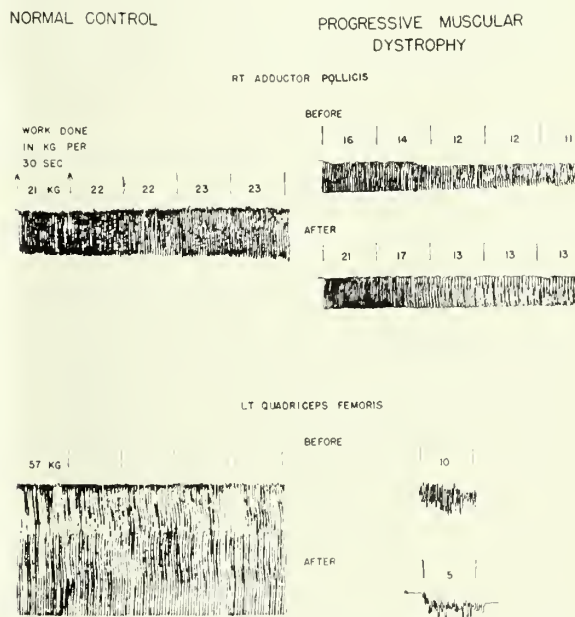 NORMAL CONTROL
PROGRESSIVE MUSCULAR
DYSTROPHY
RT ADDUCTOR POLLICIS
WORK DONE
IN KG PER
30 SEC
21 KG 22 22 23 23
BEFORE
16 14 12 12 11
AFTER
21 17 13 13 13
LT QUADRICEPS FEMORIS
57 KG
BEFORE
10
AFTER
5